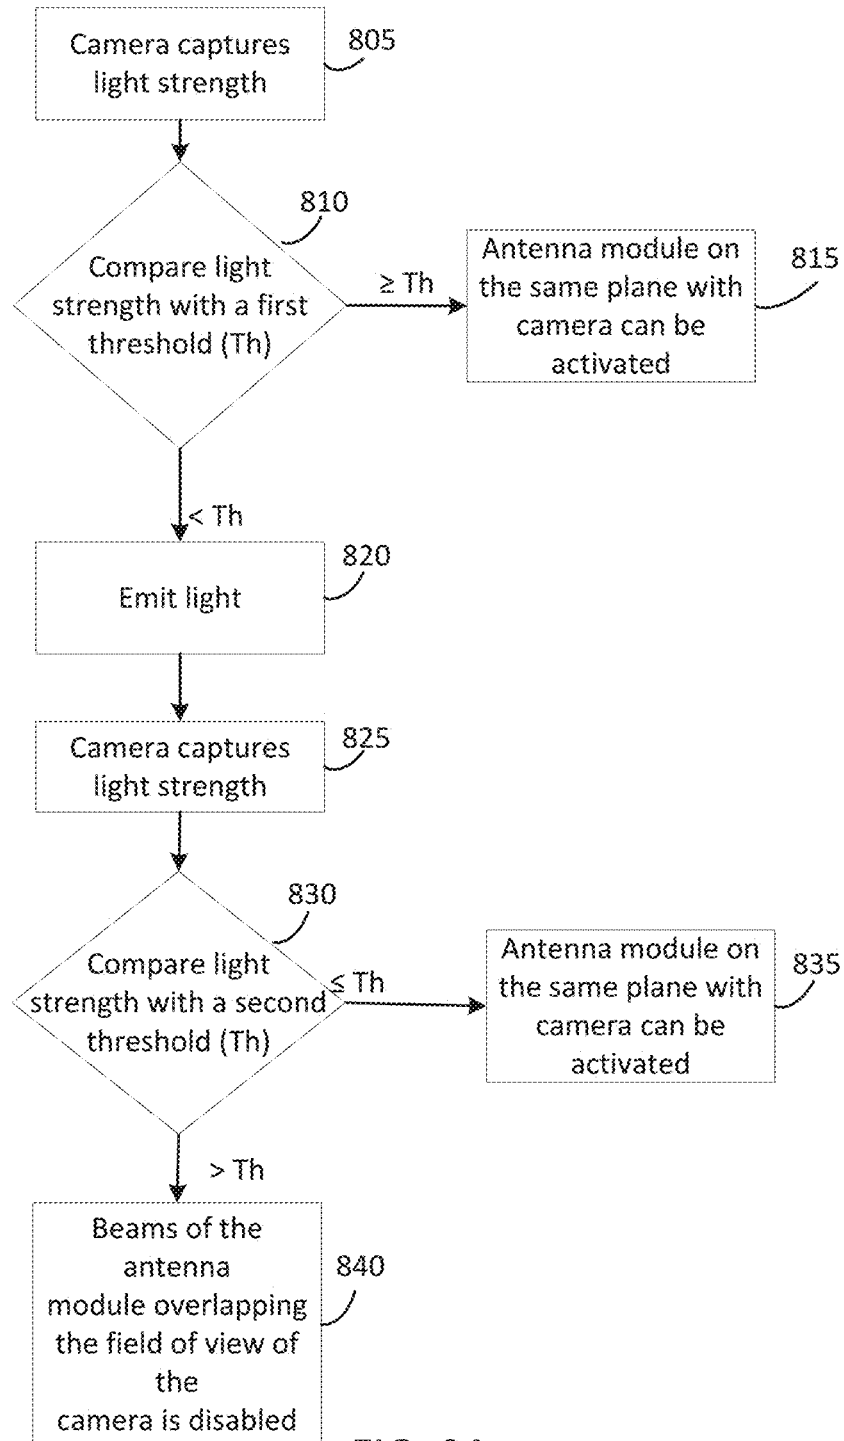 Camera captures
light strength
805
810
Compare light
strength with a first
threshold (Th)
≥ Th
Antenna module on
the same plane with
camera can be
activated
815
< Th
Emit light
820
Camera captures
light strength
825
830
Compare light
strength with a second
threshold (Th)
≤ Th
Antenna module on
the same plane with
camera can be
activated
835
> Th
Beams of the
antenna
module overlapping
the field of view of
the
camera is disabled
840